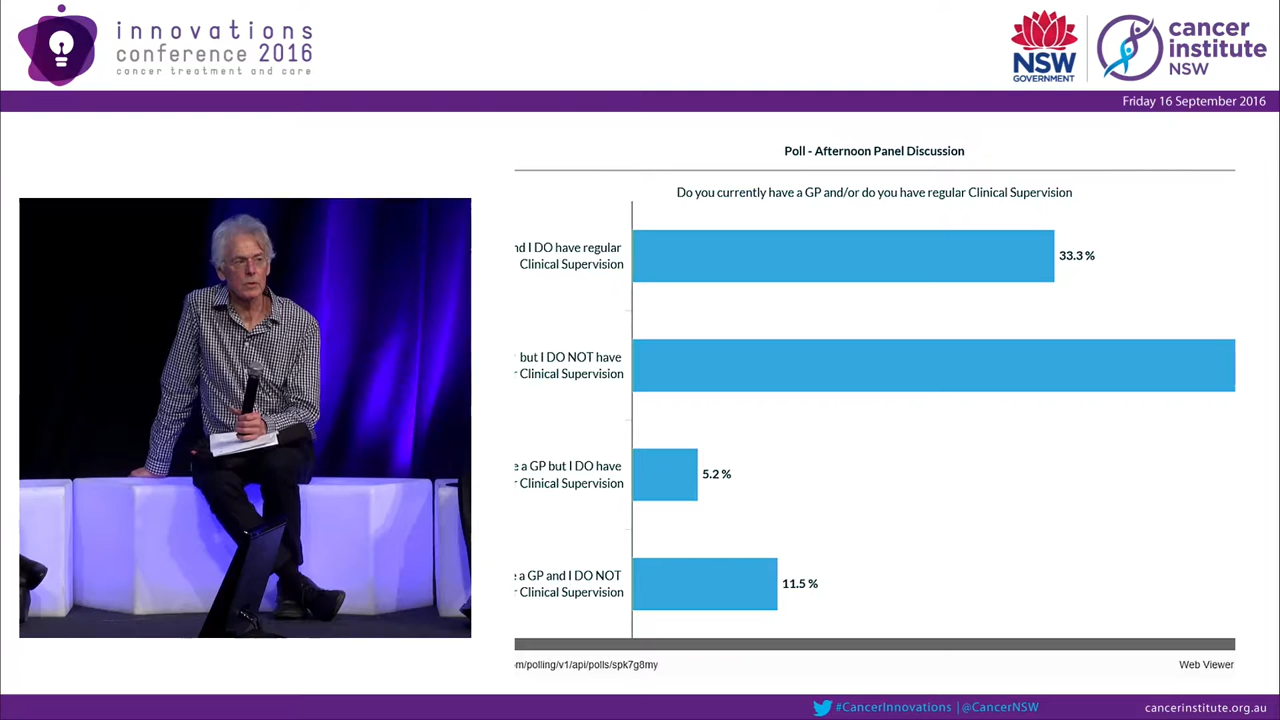 innovations
conference 2016
cancer treatment and care
NSW
GOVERNMENT
cancer
institute
NSW
Friday 16 September 2016
Poll - Afternoon Panel Discussion
Do you currently have a GP and/or do you have regular Clinical Supervision
nd I DO have regular
Clinical Supervision
33.3 %
but I DO NOT have
Clinical Supervision
e a GP but I DO have
Clinical Supervision
5.2 %
e a GP and I DO NOT
Clinical Supervision
11.5 %
m/polling/v1/api/polls/spk7g8my
Web Viewer
#CancerInnovations | @CancerNSW
cancerinstitute.org.au